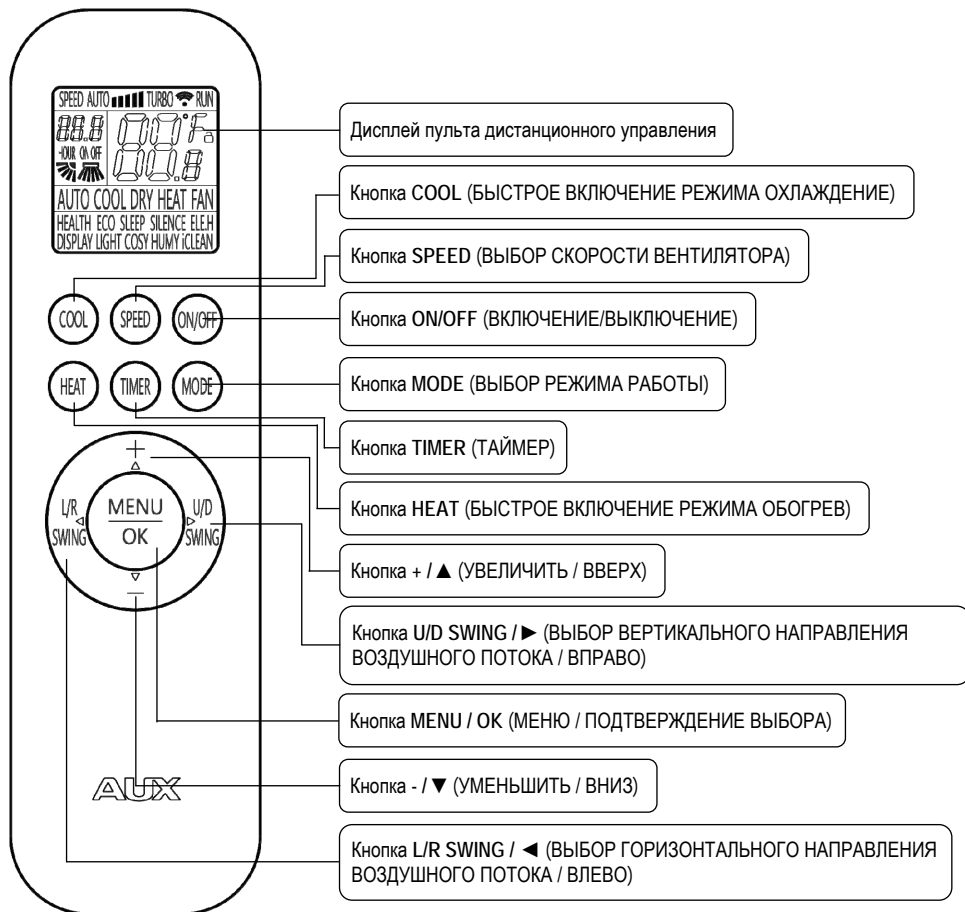 SPEED AUTO TURBO RUN
88.8 88°F
HOUR ON OFF 00.8
AUTO COOL DRY HEAT FAN
HEALTH ECO SLEEP SILENCE ELE.H
DISPLAY LIGHT COSY HUMY iCLEAN
Дисплей пульта дистанционного управления
Кнопка COOL (БЫСТРОЕ ВКЛЮЧЕНИЕ РЕЖИМА ОХЛАЖДЕНИЕ)
Кнопка SPEED (ВЫБОР СКОРОСТИ ВЕНТИЛЯТОРА)
COOL SPEED ON/OFF
Кнопка ON/OFF (ВКЛЮЧЕНИЕ/ВЫКЛЮЧЕНИЕ)
HEAT TIMER MODE
Кнопка MODE (ВЫБОР РЕЖИМА РАБОТЫ)
Кнопка TIMER (ТАЙМЕР)
+
△
L/R ◁ SWING
MENU
OK
U/D ▷ SWING
▽
—
Кнопка HEAT (БЫСТРОЕ ВКЛЮЧЕНИЕ РЕЖИМА ОБОГРЕВ)
Кнопка + / ▲ (УВЕЛИЧИТЬ / ВВЕРХ)
Кнопка U/D SWING / ► (ВЫБОР ВЕРТИКАЛЬНОГО НАПРАВЛЕНИЯ
ВОЗДУШНОГО ПОТОКА / ВПРАВО)
Кнопка MENU / OK (МЕНЮ / ПОДТВЕРЖДЕНИЕ ВЫБОРА)
AUX
Кнопка - / ▼ (УМЕНЬШИТЬ / ВНИЗ)
Кнопка L/R SWING / ◄ (ВЫБОР ГОРИЗОНТАЛЬНОГО НАПРАВЛЕНИЯ
ВОЗДУШНОГО ПОТОКА / ВЛЕВО)